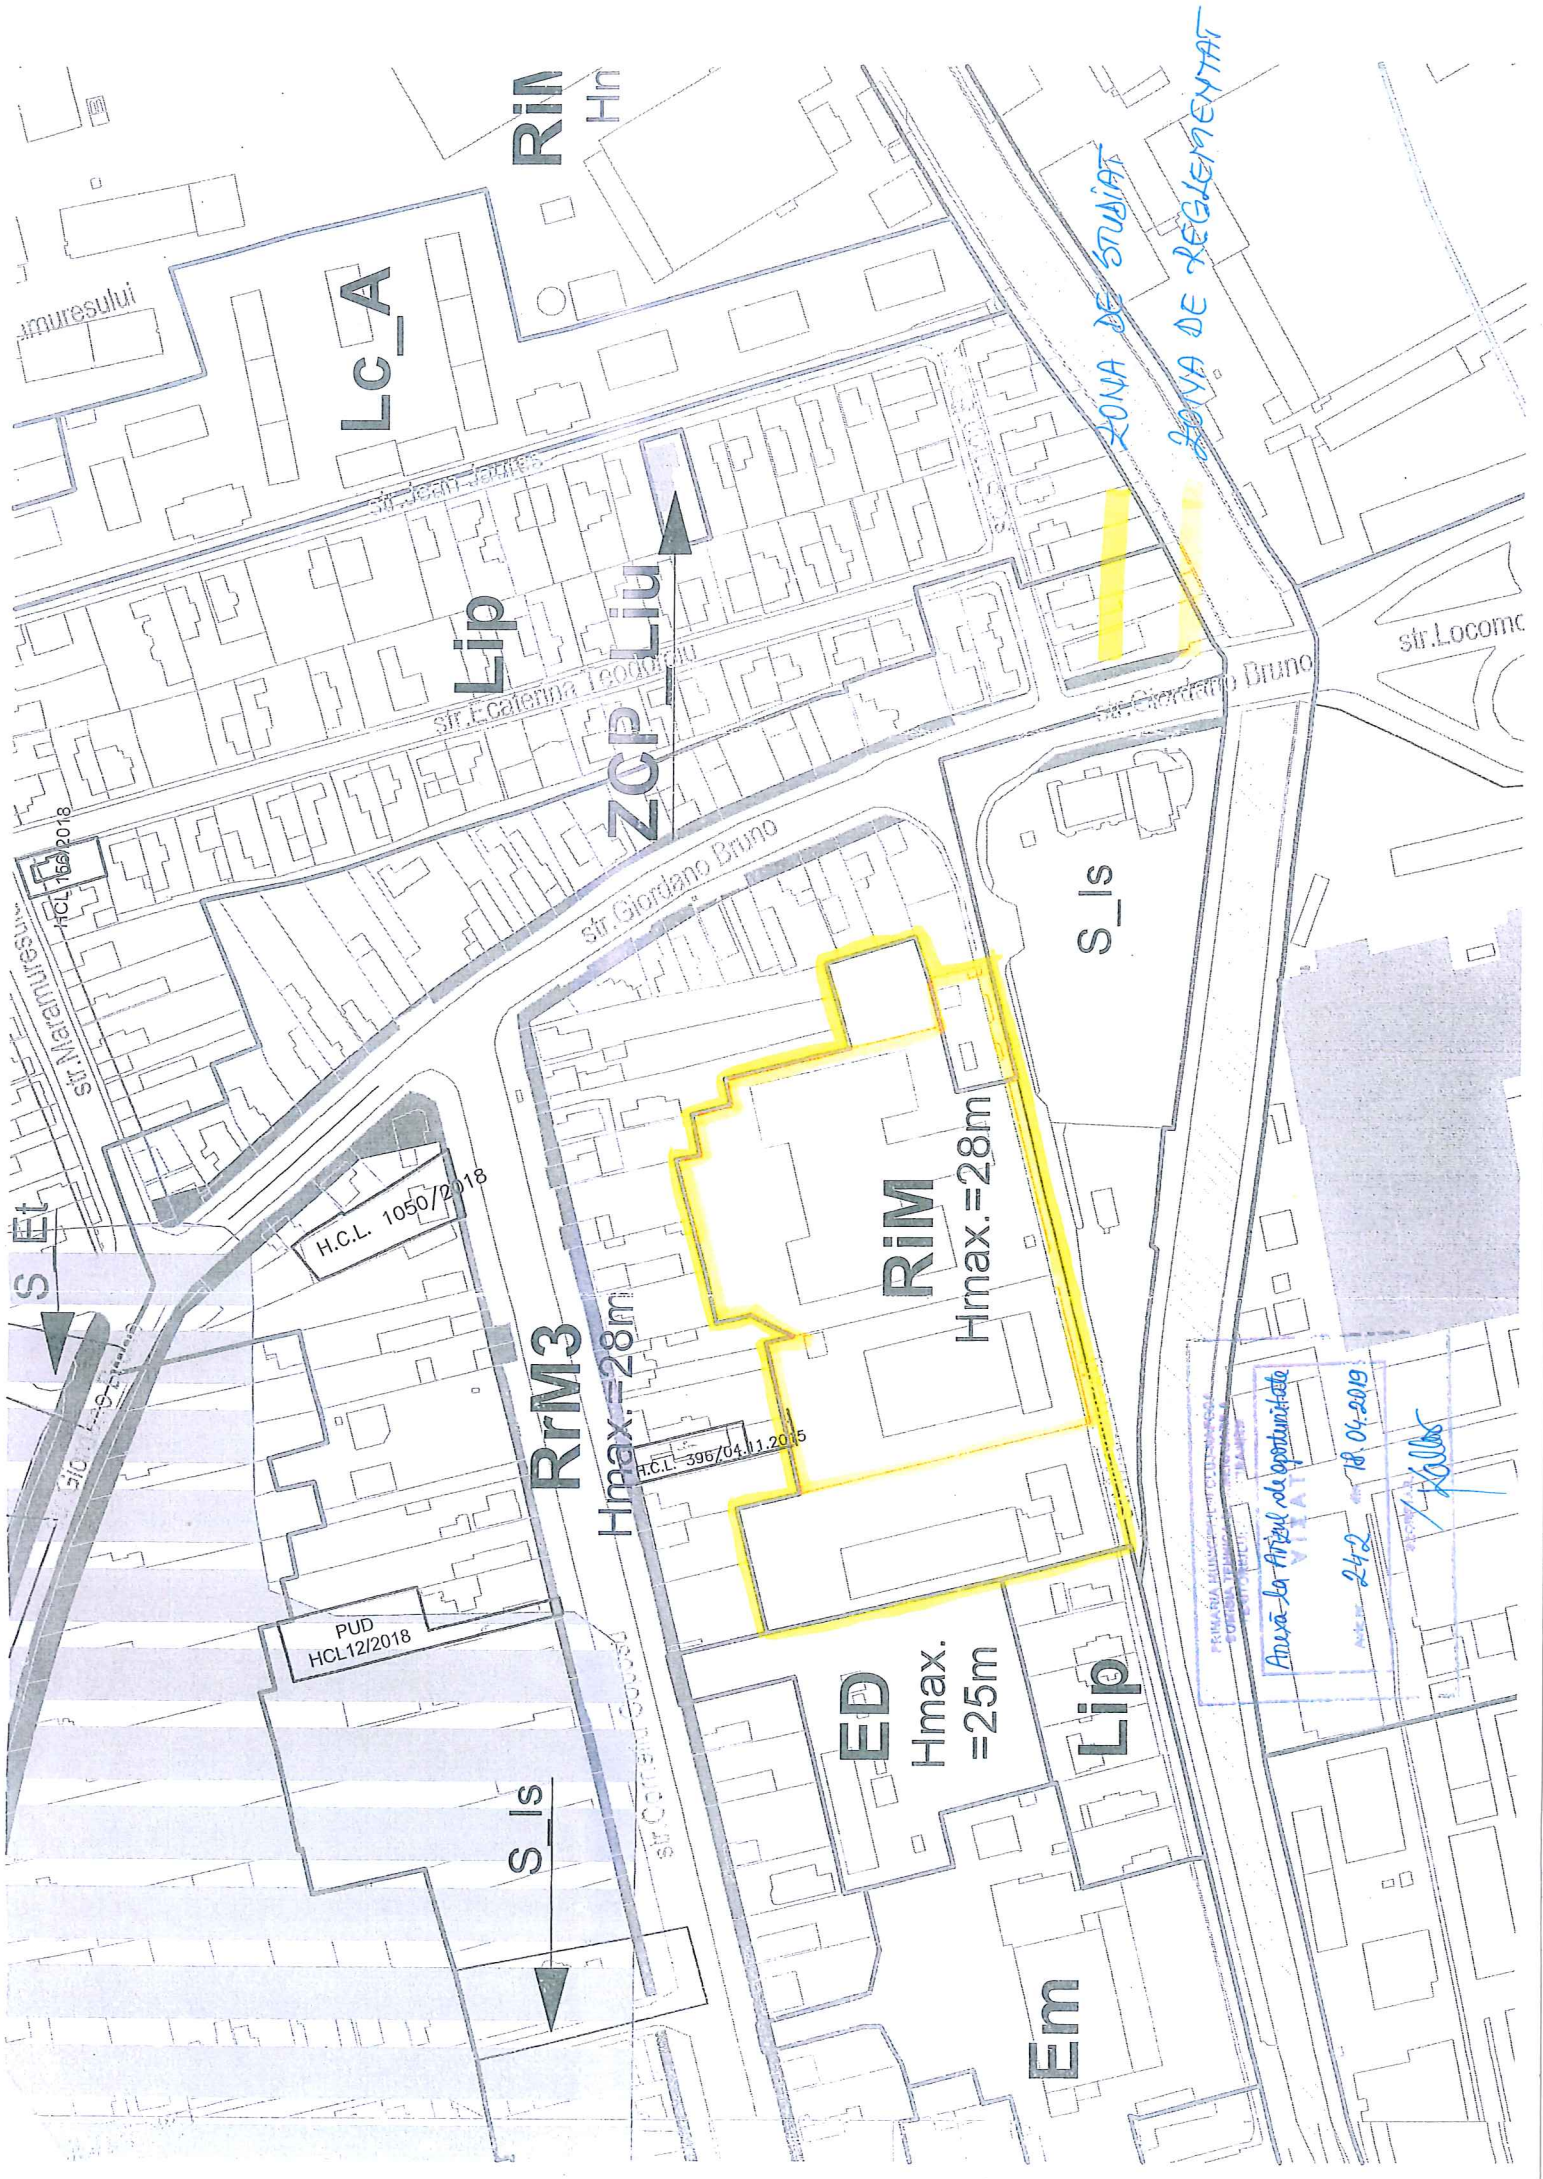 S_Et
str.Maramuresului
HCL 166/2018
amuresului
Lc_A
RiM
H.C.L. 1050/2018
str.Jean Jaures
Lip
str.Ecaterina Teodoroiu
ZCP_Liu
str.Giordano Bruno
RrM3
Hmax.=28m
H.C.L. 396/04.11.2015
PUD
HCL12/2018
S_Is
RiM
Hmax.=28m
S_Is
str.Giordano Bruno
str.Locomo
ED
Hmax.
=25m
Lip
Em
ZONA DE STUDIAT
ZONA DE REGLEMENTAT
Anexă la Avizul de oportunitate
VIZAT
242
18.04.2019